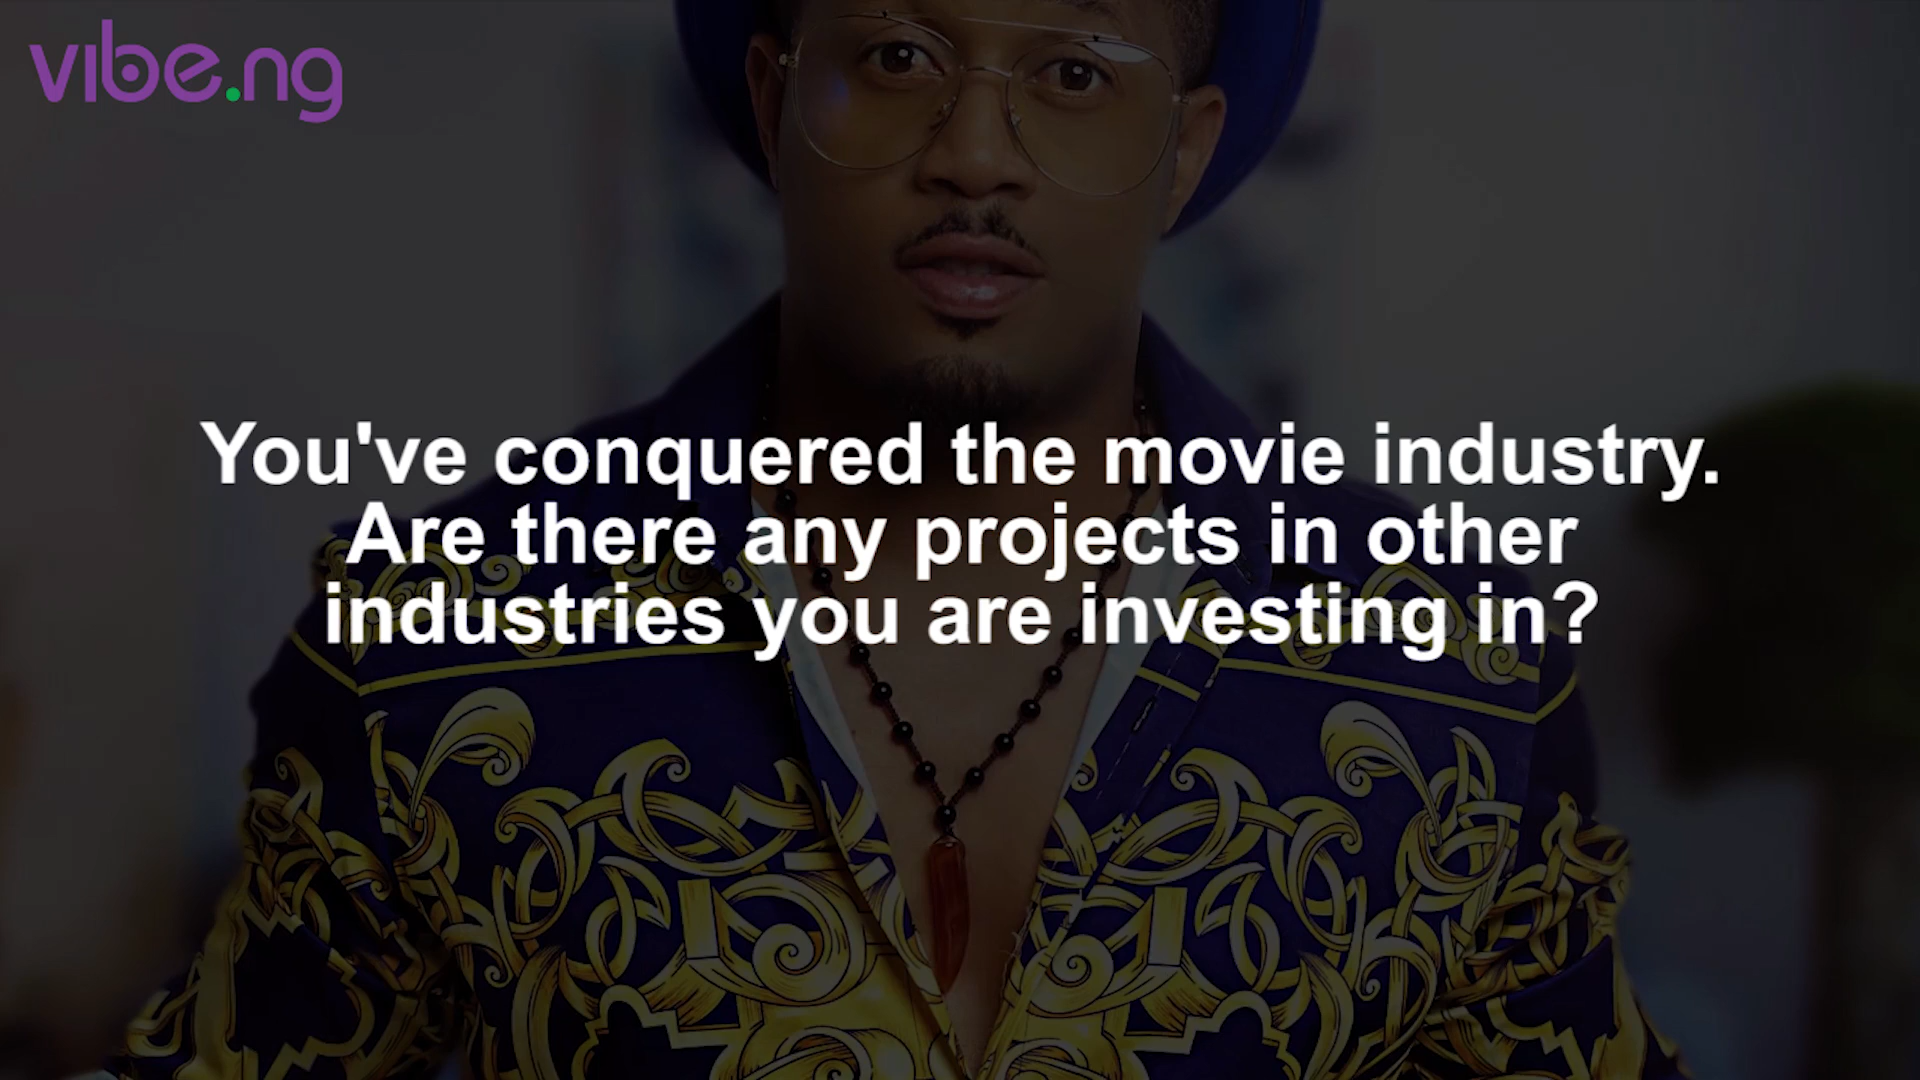 vibe.ng
You've conquered the movie industry.
Are there any projects in other
industries you are investing in?